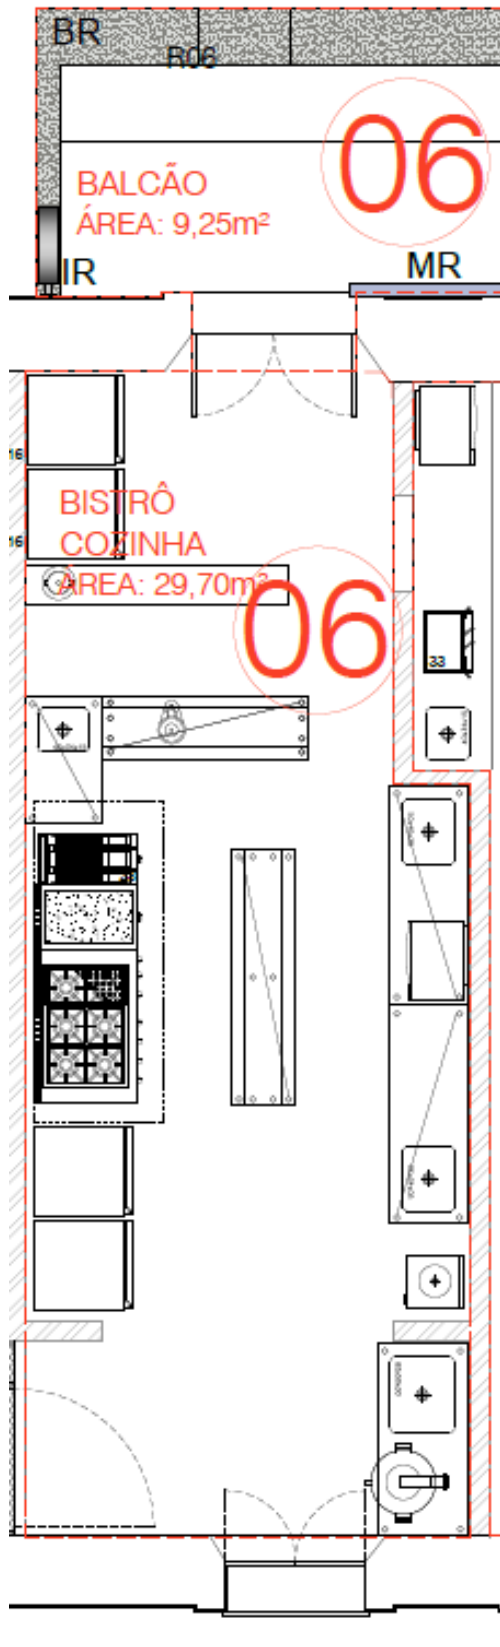 BR
R06
06
BALCÃO
ÁREA: 9,25m²
IR
MR
16
BISTRÔ
16
COZINHA
ÁREA: 29,70m²
06
33